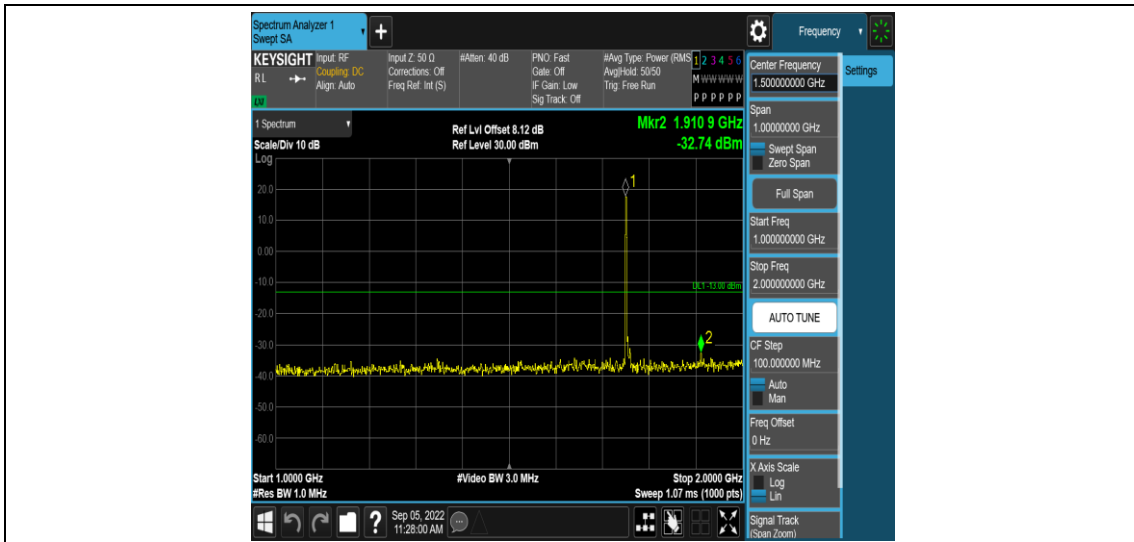 Spectrum Analyzer 1
Swept SA
+
Frequency
KEYSIGHT
RL
LXI
Input: RF
Coupling: DC
Align: Auto
Input Z: 50 Ω
Corrections: Off
Freq Ref: Int (S)
#Atten: 40 dB
PNO: Fast
Gate: Off
IF Gain: Low
Sig Track: Off
#Avg Type: Power (RMS
Avg|Hold: 50/50
Trig: Free Run
1 2 3 4 5 6
M W W W W W
P P P P P P
Center Frequency
1.500000000 GHz
Settings
Span
1.00000000 GHz
Swept Span
Zero Span
Full Span
Start Freq
1.000000000 GHz
Stop Freq
2.000000000 GHz
AUTO TUNE
CF Step
100.000000 MHz
Auto
Man
Freq Offset
0 Hz
X Axis Scale
Log
Lin
Signal Track
(Span Zoom)
1 Spectrum
Scale/Div 10 dB
Ref Lvl Offset 8.12 dB
Ref Level 30.00 dBm
Mkr2 1.910 9 GHz
-32.74 dBm
Log
1
20.0
10.0
0.00
-10.0
DL1 -13.00 dBm
-20.0
-30.0
2
-40.0
-50.0
-60.0
Start 1.0000 GHz
#Video BW 3.0 MHz
Stop 2.0000 GHz
#Res BW 1.0 MHz
Sweep 1.07 ms (1000 pts)
?
Sep 05, 2022
11:28:00 AM